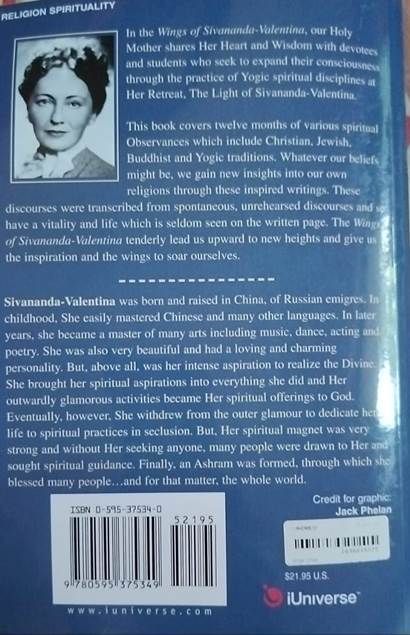 RELIGION SPIRITUALITY
In the Wings of Sivananda-Valentina, our Holy
Mother shares Her Heart and Wisdom with devotees
and students who seek to expand their consciousness
through the practice of Yogic spiritual disciplines at
Her Retreat, The Light of Sivananda-Valentina.
This book covers twelve months of various spiritual
Observances which include Christian, Jewish,
Buddhist and Yogic traditions. Whatever our beliefs
might be, we gain new insights into our own
religions through these inspired writings. These
discourses were transcribed from spontaneous, unrehearsed discourses and so
have a vitality and life which is seldom seen on the written page. The Wings
of Sivananda-Valentina tenderly lead us upward to new heights and give us
the inspiration and the wings to soar ourselves.
Sivananda-Valentina was born and raised in China, of Russian emigres. In
childhood, She easily mastered Chinese and many other languages. In later
years, she became a master of many arts including music, dance, acting and
poetry. She was also very beautiful and had a loving and charming
personality. But, above all, was her intense aspiration to realize the Divine.
She brought her spiritual aspirations into everything she did and Her
outwardly glamorous activities became Her spiritual offerings to God.
Eventually, however, She withdrew from the outer glamour to dedicate her
life to spiritual practices in seclusion. But, Her spiritual magnet was very
strong and without Her seeking anyone, many people were drawn to Her and
sought spiritual guidance. Finally, an Ashram was formed, through which she
blessed many people...and for that matter, the whole world.
Credit for graphic:
Jack Phelan
ISBN 0-595-37534-0
52195
9 780595 375349
$21.95 U.S.
iUniverse™
www.iuniverse.com